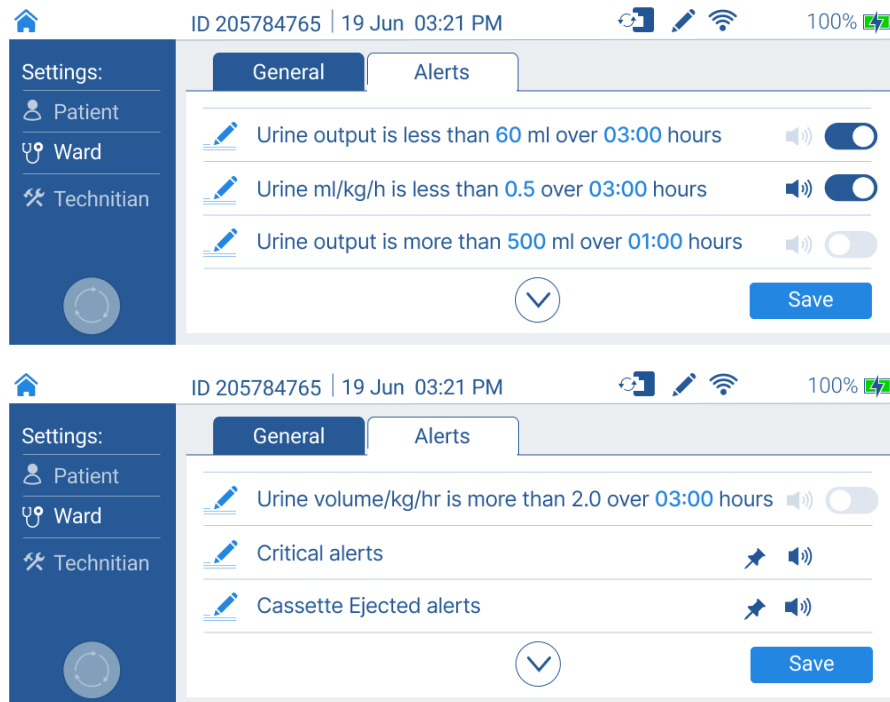 ID 205784765 | 19 Jun 03:21 PM 100%
Settings:
General Alerts
Patient
Ward
Technitian
Urine output is less than 60 ml over 03:00 hours
Urine ml/kg/h is less than 0.5 over 03:00 hours
Urine output is more than 500 ml over 01:00 hours
Save
ID 205784765 | 19 Jun 03:21 PM 100%
Settings:
General Alerts
Patient
Ward
Technitian
Urine volume/kg/hr is more than 2.0 over 03:00 hours
Critical alerts
Cassette Ejected alerts
Save